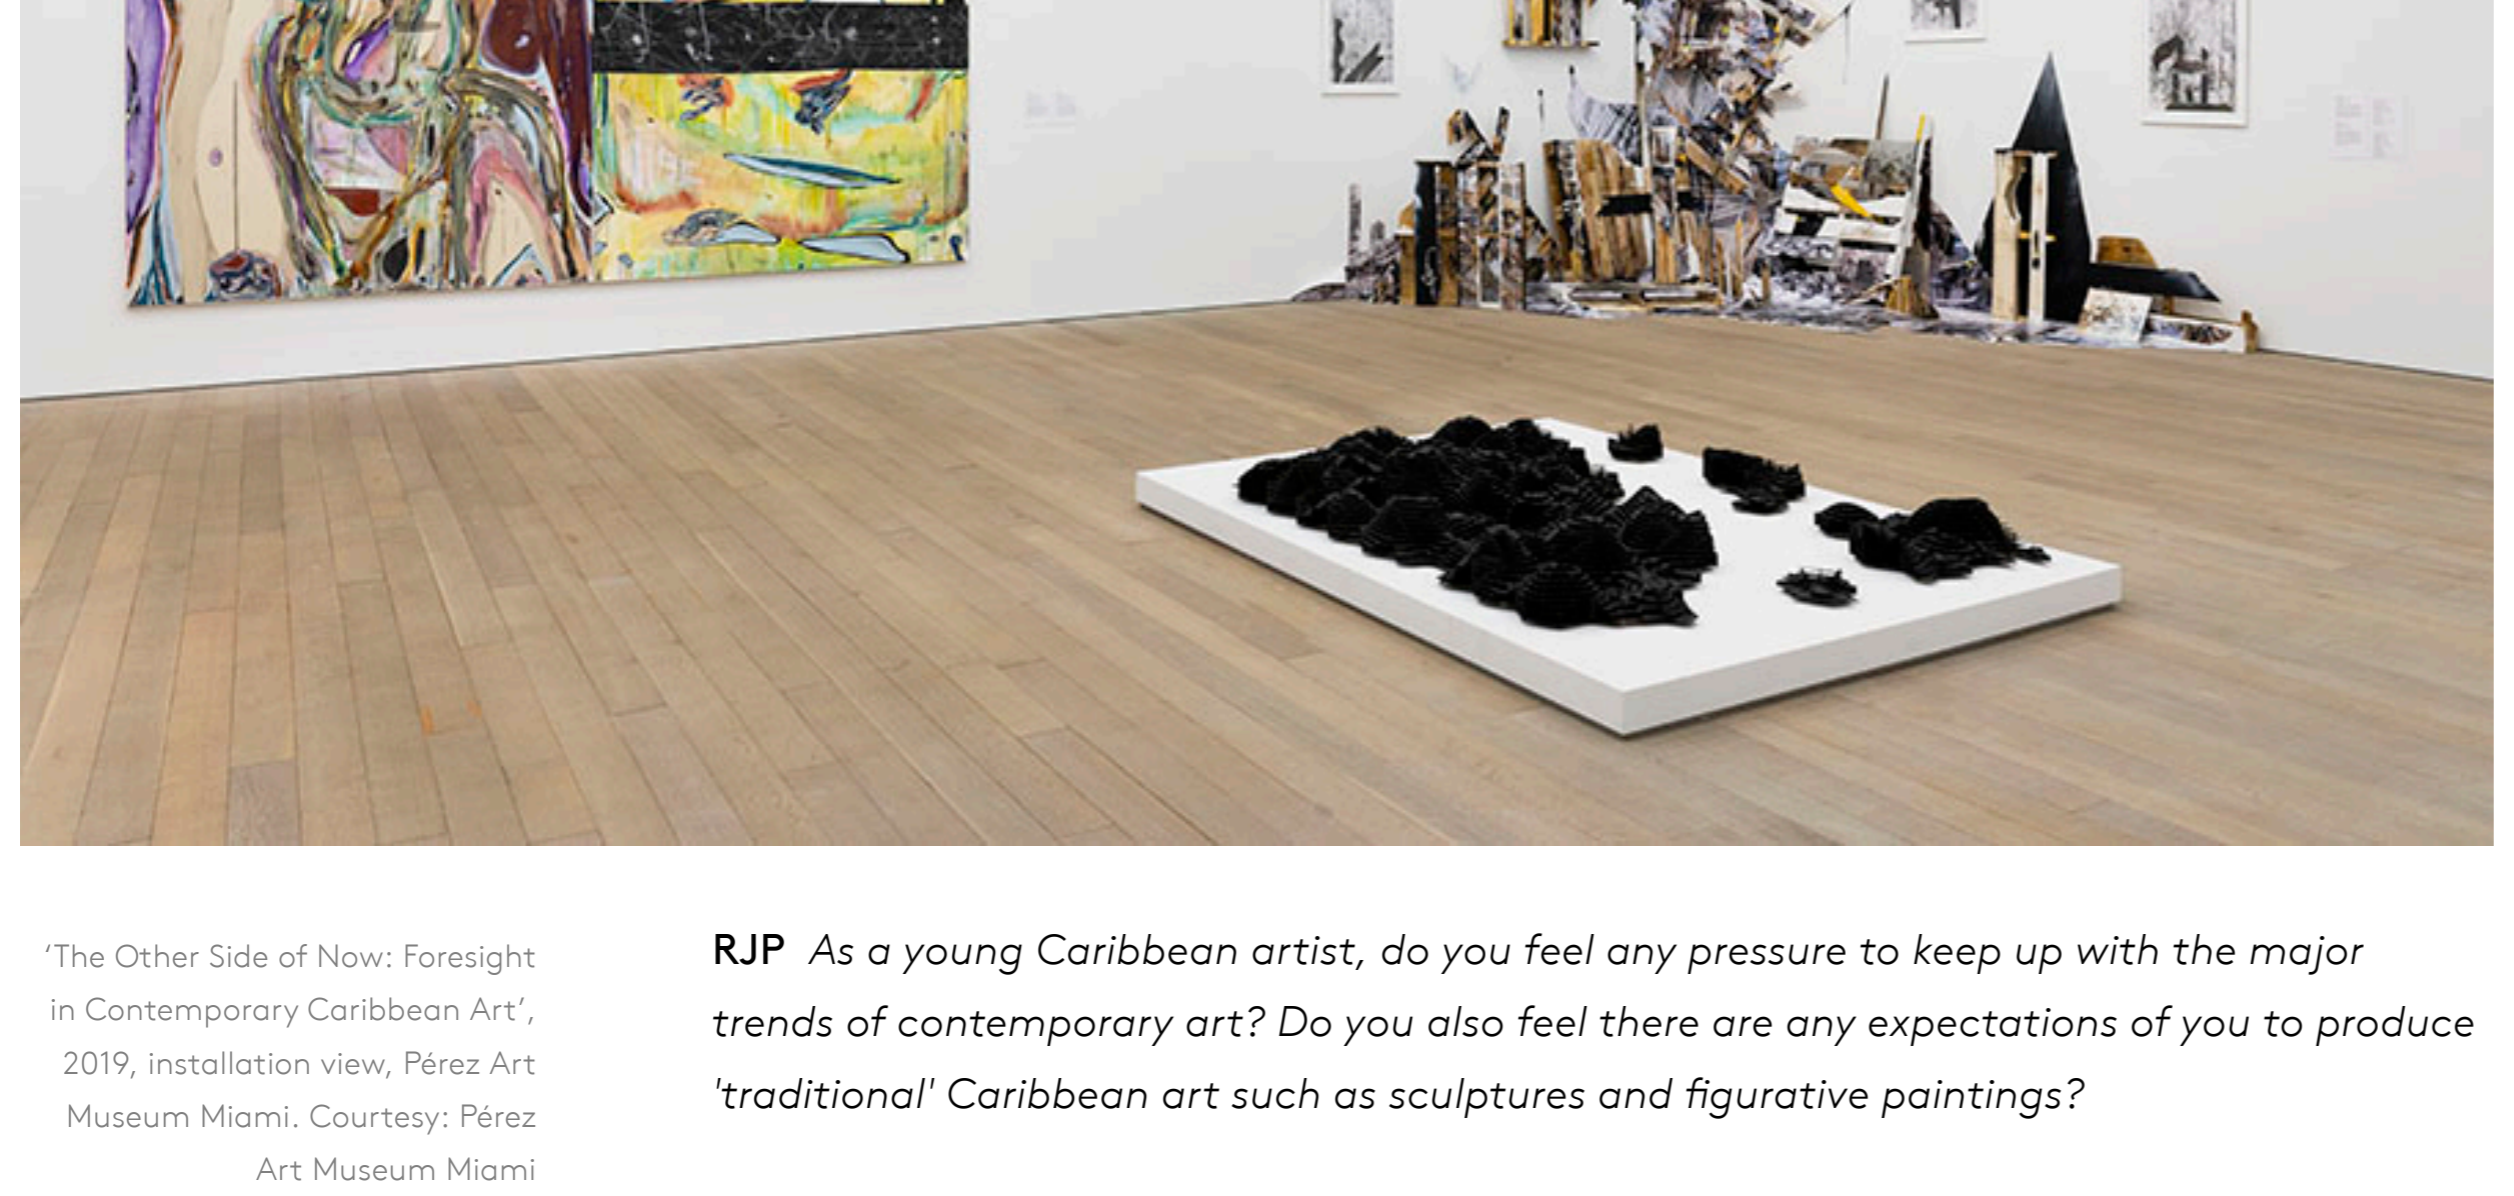 ‘The Other Side of Now: Foresight
in Contemporary Caribbean Art’,
2019, installation view, Pérez Art
Museum Miami. Courtesy: Pérez
Art Museum Miami
RJP As a young Caribbean artist, do you feel any pressure to keep up with the major
trends of contemporary art? Do you also feel there are any expectations of you to produce
'traditional' Caribbean art such as sculptures and figurative paintings?